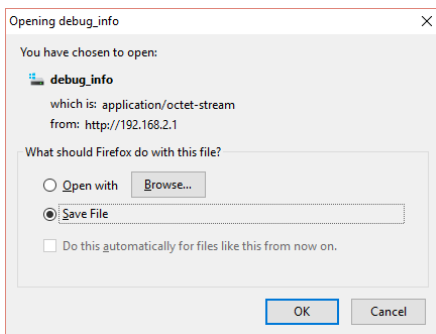 Opening debug_info
You have chosen to open:
debug_info
which is: application/octet-stream
from: http://192.168.2.1
What should Firefox do with this file?
Open with Browse...
Save File
Do this automatically for files like this from now on.
OK Cancel